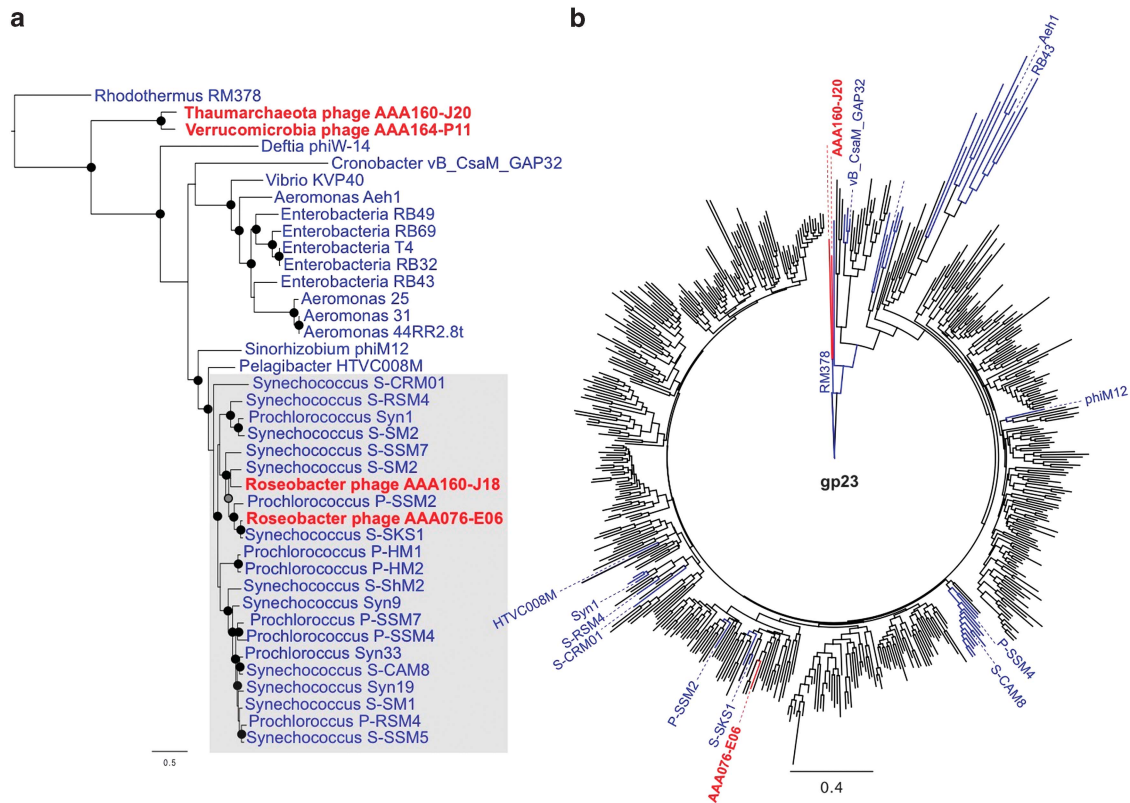 a
Rhodothermus RM378
Thaumarchaeota phage AAA160-J20
Verrucomicrobia phage AAA164-P11
Deftia phiW-14
Cronobacter vB_CsaM_GAP32
Vibrio KVP40
Aeromonas Aeh1
Enterobacteria RB49
Enterobacteria RB69
Enterobacteria T4
Enterobacteria RB32
Enterobacteria RB43
Aeromonas 25
Aeromonas 31
Aeromonas 44RR2.8t
Sinorhizobium phiM12
Pelagibacter HTVC008M
Synechococcus S-CRM01
Synechococcus S-RSM4
Prochlorococcus Syn1
Synechococcus S-SM2
Synechococcus S-SSM7
Synechococcus S-SM2
Roseobacter phage AAA160-J18
Prochlorococcus P-SSM2
Roseobacter phage AAA076-E06
Synechococcus S-SKS1
Prochlorococcus P-HM1
Prochlorococcus P-HM2
Synechococcus S-ShM2
Synechococcus Syn9
Prochlorococcus P-SSM7
Prochlorococcus P-SSM4
Prochlorococcus Syn33
Synechococcus S-CAM8
Synechococcus Syn19
Synechococcus S-SM1
Prochloroccus P-RSM4
Synechococcus S-SSM5
0.5
b
AAA160-J20
vB_CsaM_GAP32
Aeh1
RB43
RM378
phiM12
gp23
HTVC008M
Syn1
S-RSM4
S-CRM01
P-SSM2
S-SKS1
AAA076-E06
P-SSM4
S-CAM8
0.4